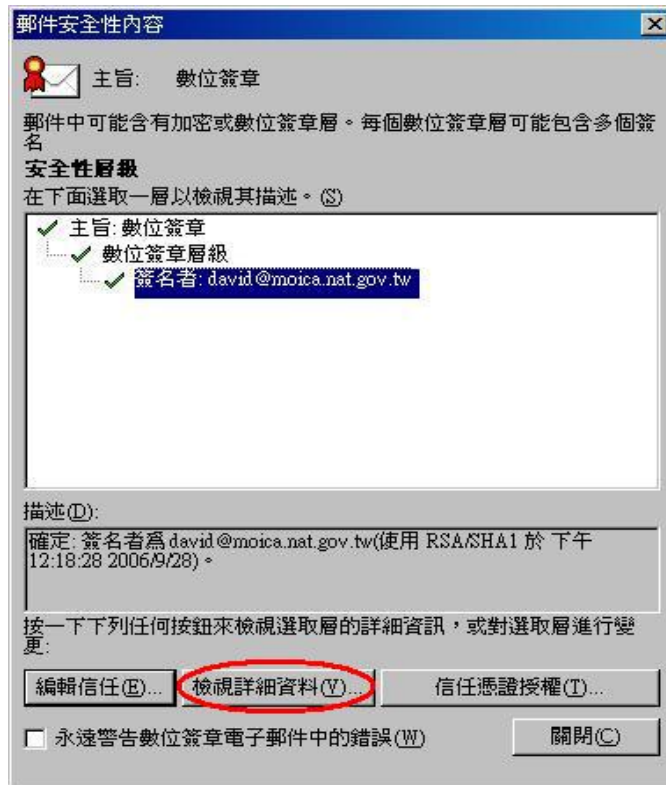 郵件安全性內容
主旨: 數位簽章
郵件中可能含有加密或數位簽章層。每個數位簽章層可能包含多個簽
名
安全性層級
在下面選取一層以檢視其描述。(S)
主旨: 數位簽章
數位簽章層級
簽名者: david@moica.nat.gov.tw
描述(D):
確定: 簽名者為 david@moica.nat.gov.tw(使用 RSA/SHA1 於 下午
12:18:28 2006/9/28)。
按一下下列任何按鈕來檢視選取層的詳細資訊，或對選取層進行變
更:
編輯信任(E)... 檢視詳細資料(V)... 信任憑證授權(T)...
永遠警告數位簽章電子郵件中的錯誤(W) 關閉(C)